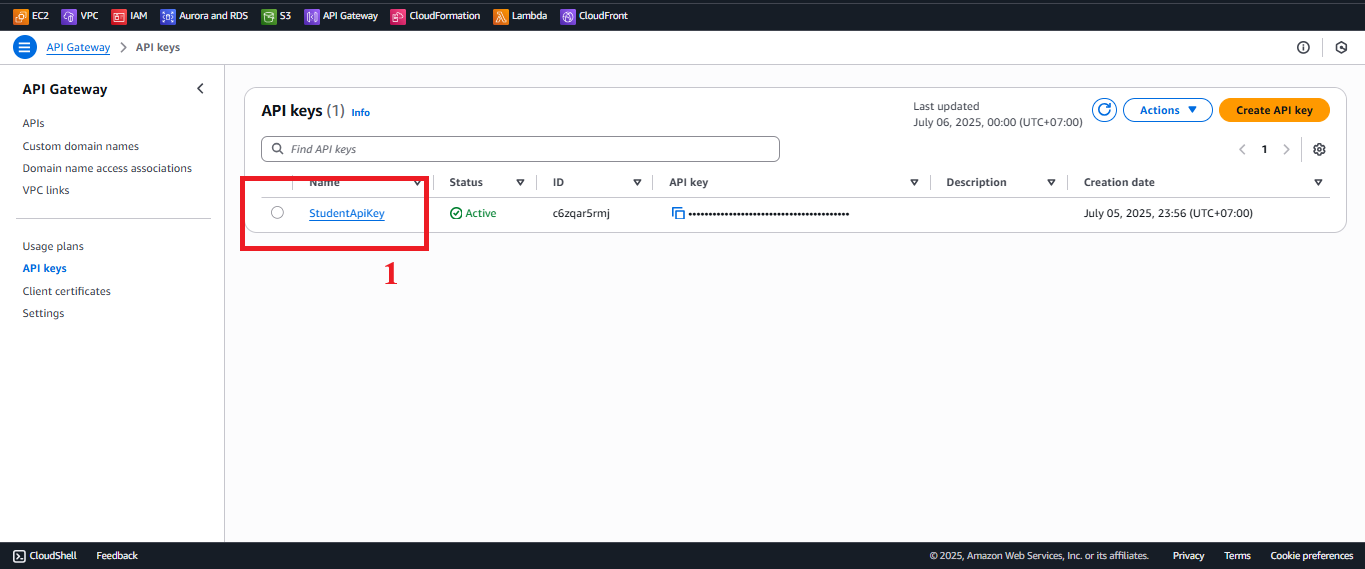 EC2 VPC IAM Aurora and RDS S3 API Gateway CloudFormation Lambda CloudFront
API Gateway > API keys
API Gateway
APIs
Custom domain names
Domain name access associations
VPC links
Usage plans
API keys
Client certificates
Settings
API keys (1) Info
Last updated
July 06, 2025, 00:00 (UTC+07:00)
Actions
Create API key
Find API keys
1
Name Status ID API key Description Creation date
StudentApiKey Active c6zqar5rmj •••••••••••••••••••••••••••••••••••••••• July 05, 2025, 23:56 (UTC+07:00)
1
CloudShell Feedback © 2025, Amazon Web Services, Inc. or its affiliates. Privacy Terms Cookie preferences